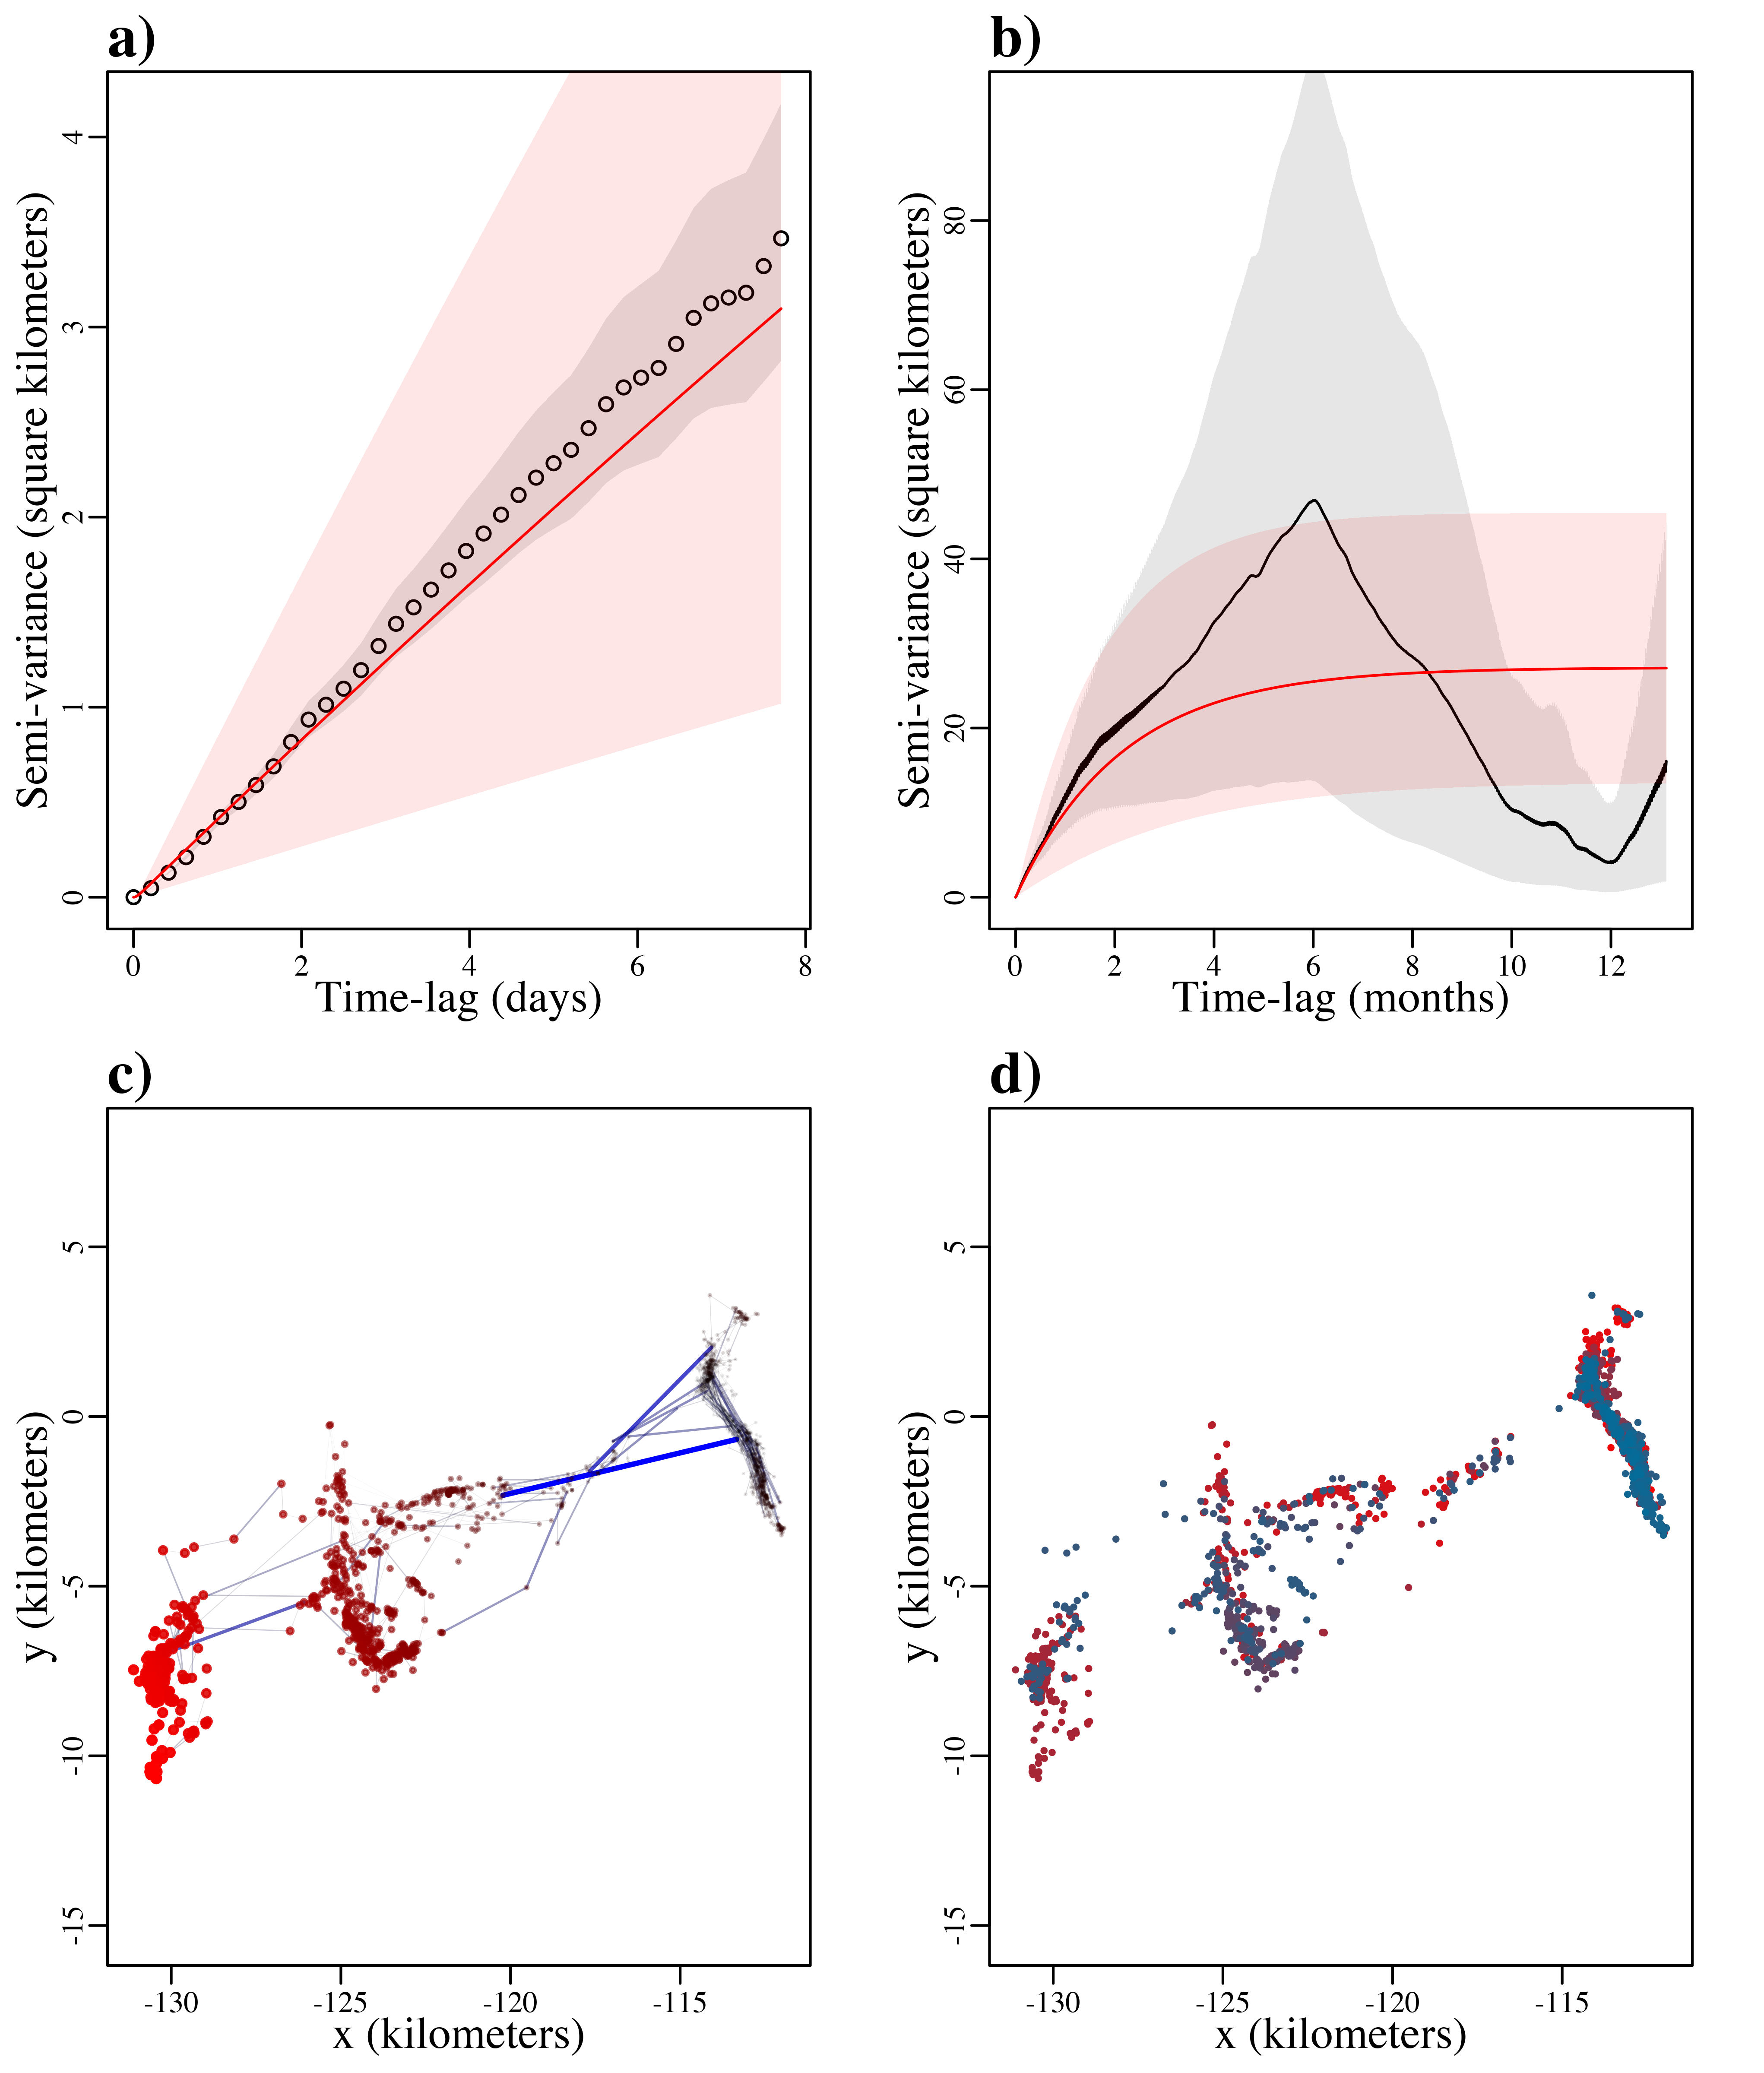 a)
Semi-variance (square kilometers)
4
3
2
1
0
0 2 4 6 8
Time-lag (days)
b)
Semi-variance (square kilometers)
80
60
40
20
0
0 2 4 6 8 10 12
Time-lag (months)
c)
y (kilometers)
5
0
-5
-10
-15
-130 -125 -120 -115
x (kilometers)
d)
y (kilometers)
5
0
-5
-10
-15
-130 -125 -120 -115
x (kilometers)